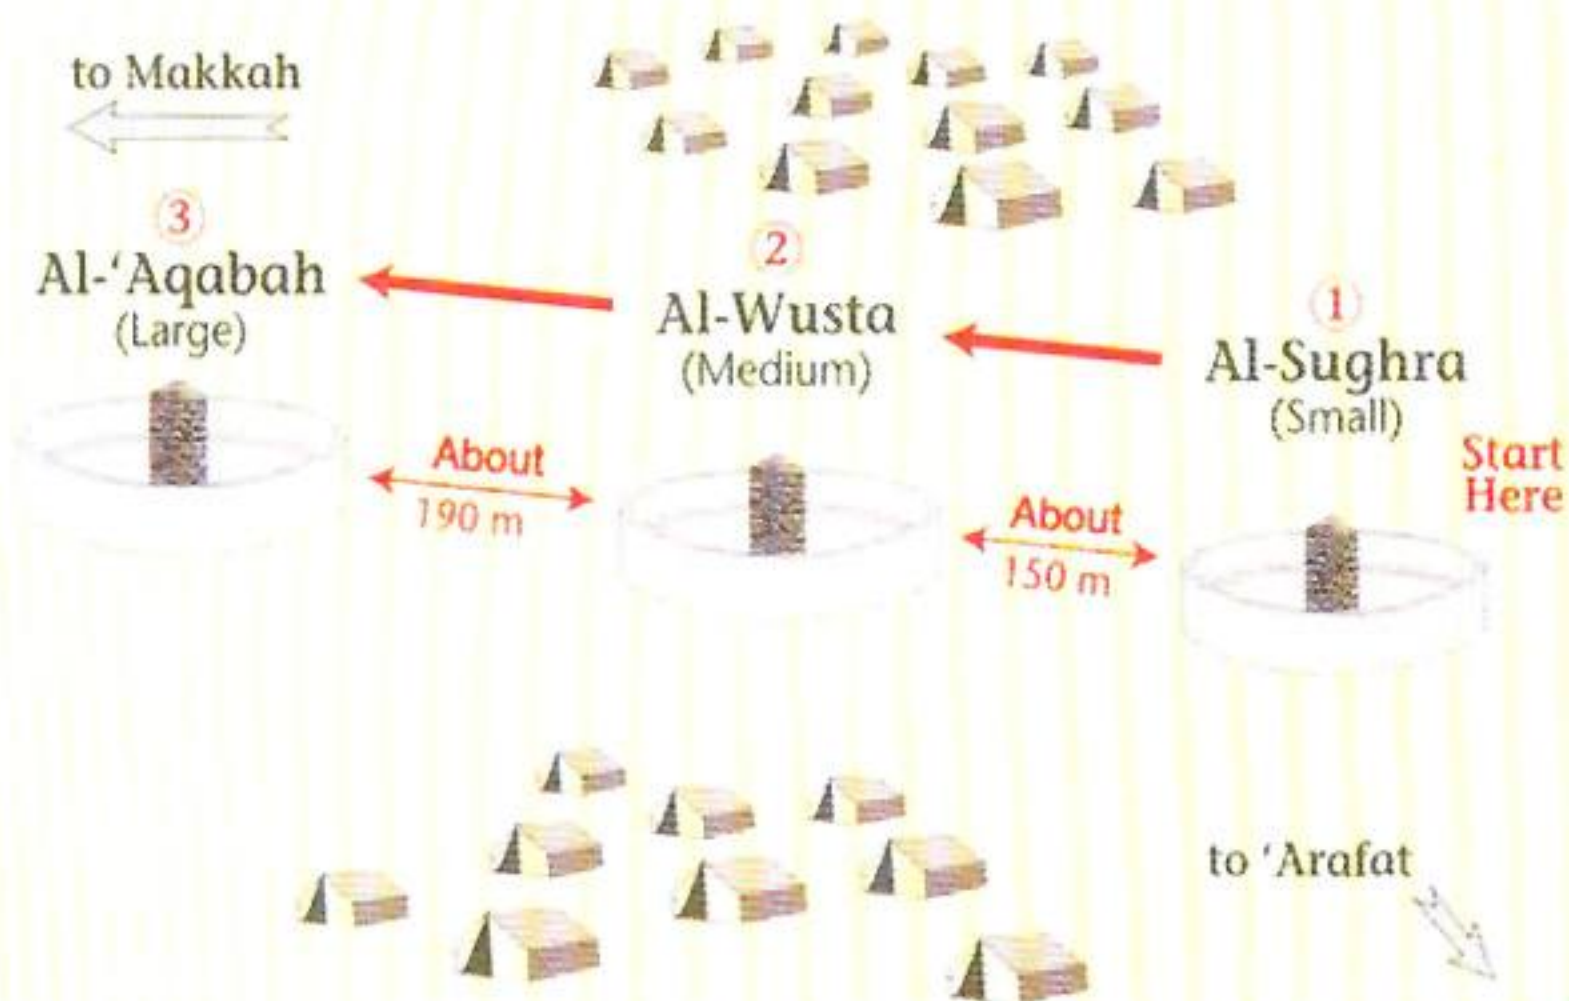 to Makkah
3
Al-‘Aqabah
(Large)
2
Al-Wusta
(Medium)
1
Al-Sughra
(Small)
Start
Here
About
190 m
About
150 m
to ‘Arafat